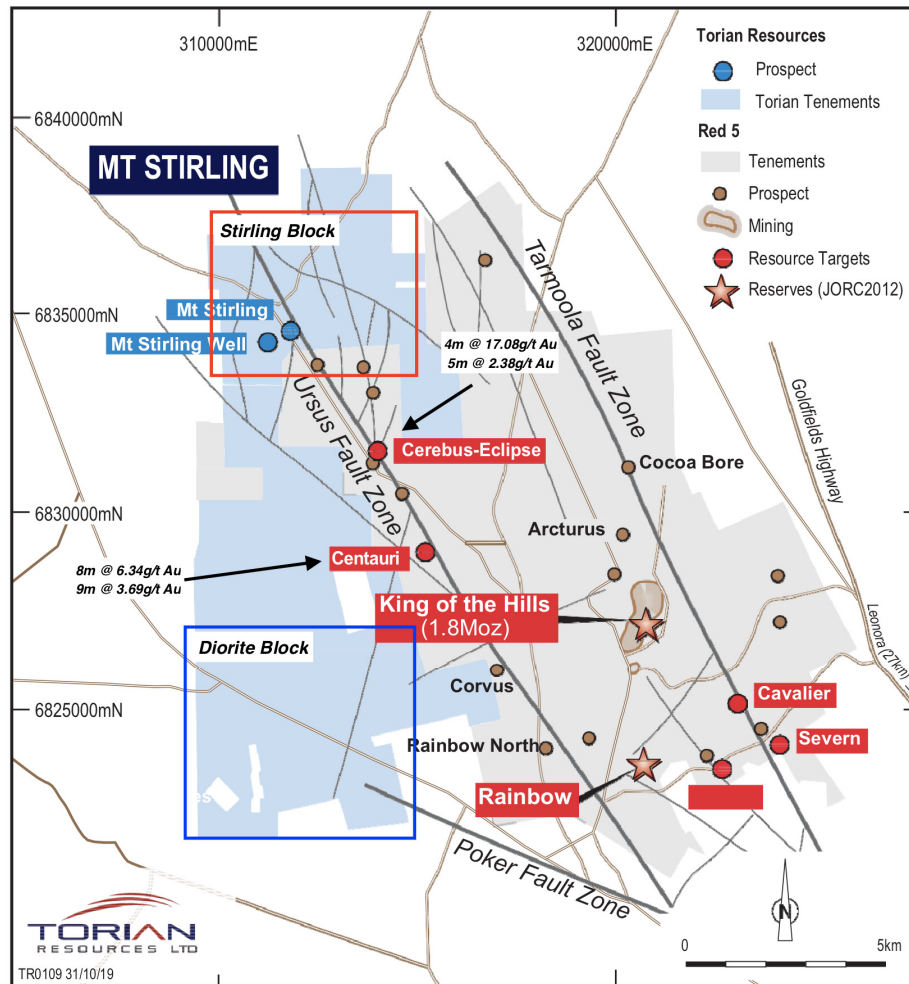 310000mE
320000mE
6840000mN
6835000mN
6830000mN
6825000mN
Torian Resources
Prospect
Torian Tenements
Red 5
Tenements
Prospect
Mining
Resource Targets
Reserves (JORC2012)
MT STIRLING
Stirling Block
Mt Stirling
Mt Stirling Well
4m @ 17.08g/t Au
5m @ 2.38g/t Au
Tarmoola Fault Zone
Ursus Fault Zone
Goldfields Highway
Cerebus-Eclipse
Cocoa Bore
Arcturus
Centauri
8m @ 6.34g/t Au
9m @ 3.69g/t Au
King of the Hills
(1.8Moz)
Leonora (27km)
Diorite Block
Corvus
Cavalier
Rainbow North
Severn
Rainbow
Poker Fault Zone
N
0
5km
TORIAN
RESOURCES LTD
TR0109 31/10/19